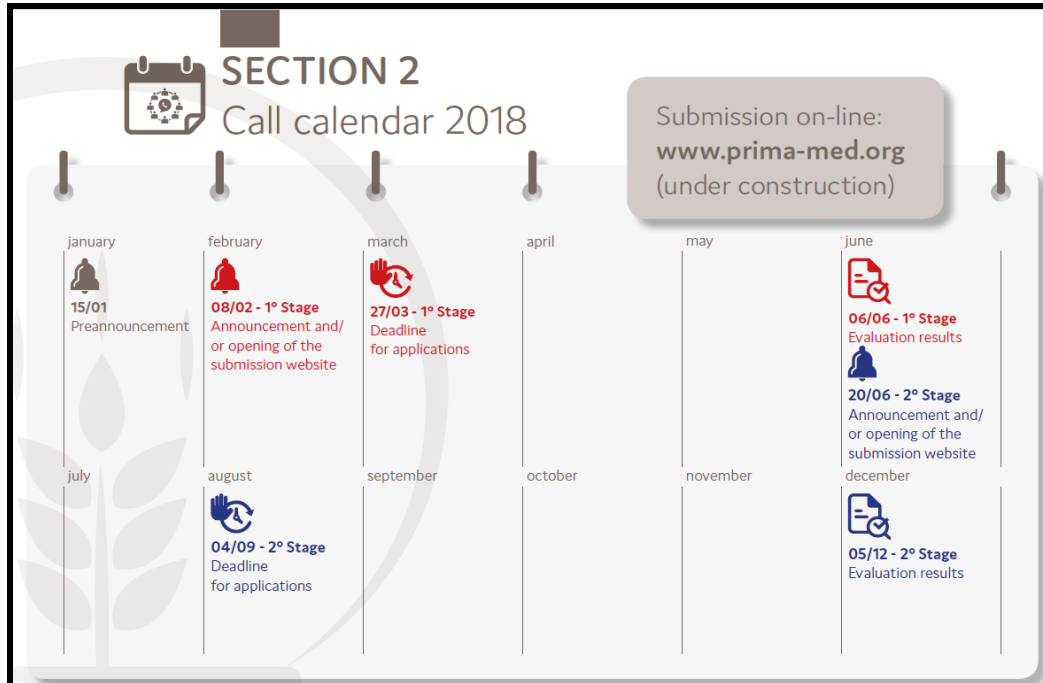 SECTION 2
Call calendar 2018
Submission on-line:
www.prima-med.org
(under construction)
january
15/01
Preannouncement
february
08/02 - 1° Stage
Announcement and/
or opening of the
submission website
march
27/03 - 1° Stage
Deadline
for applications
april
may
june
06/06 - 1° Stage
Evaluation results
20/06 - 2° Stage
Announcement and/
or opening of the
submission website
july
august
04/09 - 2° Stage
Deadline
for applications
september
october
november
december
05/12 - 2° Stage
Evaluation results